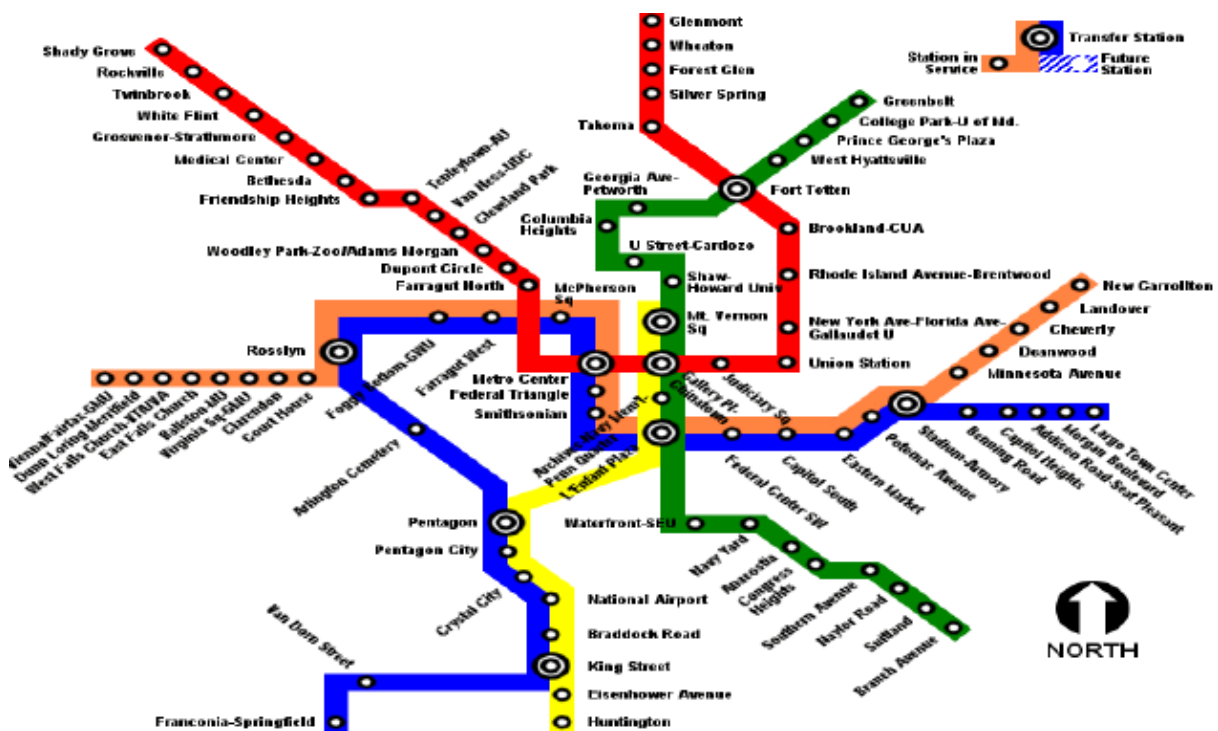 Glenmont
Wheaton
Forest Glen
Silver Spring
Takoma
Transfer Station
Station in
Service
Future
Station
Shady Grove
Rockville
Twinbrook
White Flint
Grosvenor-Strathmore
Medical Center
Bethesda
Friendship Heights
Tenleytown-AU
Van Ness-UDC
Cleveland Park
Woodley Park-Zoo/Adams Morgan
Dupont Circle
Farragut North
Greenbelt
College Park-U of Md.
Prince George's Plaza
West Hyattsville
Fort Totten
Georgia Ave-
Petworth
Columbia
Heights
U Street-Cardozo
Shaw-
Howard Univ
Mt. Vernon
Sq
Brookland-CUA
Rhode Island Avenue-Brentwood
New York Ave-Florida Ave-
Gallaudet U
Union Station
New Carrollton
Landover
Cheverly
Deanwood
Minnesota Avenue
McPherson
Sq
Rosslyn
Foggy Bottom-GWU
Farragut West
Metro Center
Federal Triangle
Smithsonian
Gallery Pl-
Chinatown
Judiciary Sq
Vienna/Fairfax-GMU
Dunn Loring-Merrifield
West Falls Church-VT/UVA
East Falls Church
Ballston-MU
Virginia Sq-GMU
Clarendon
Court House
Arlington Cemetery
Archives-Navy Mem'l-
Penn Quarter
L'Enfant Plaza
Federal Center SW
Capitol South
Eastern Market
Potomac Avenue
Stadium-Armory
Benning Road
Capitol Heights
Addison Road-Seat Pleasant
Morgan Boulevard
Largo Town Center
Pentagon
Pentagon City
Crystal City
National Airport
Braddock Road
King Street
Eisenhower Avenue
Huntington
Van Dorn Street
Franconia-Springfield
Waterfront-SEU
Navy Yard
Anacostia
Congress
Heights
Southern Avenue
Naylor Road
Suitland
Branch Avenue
NORTH